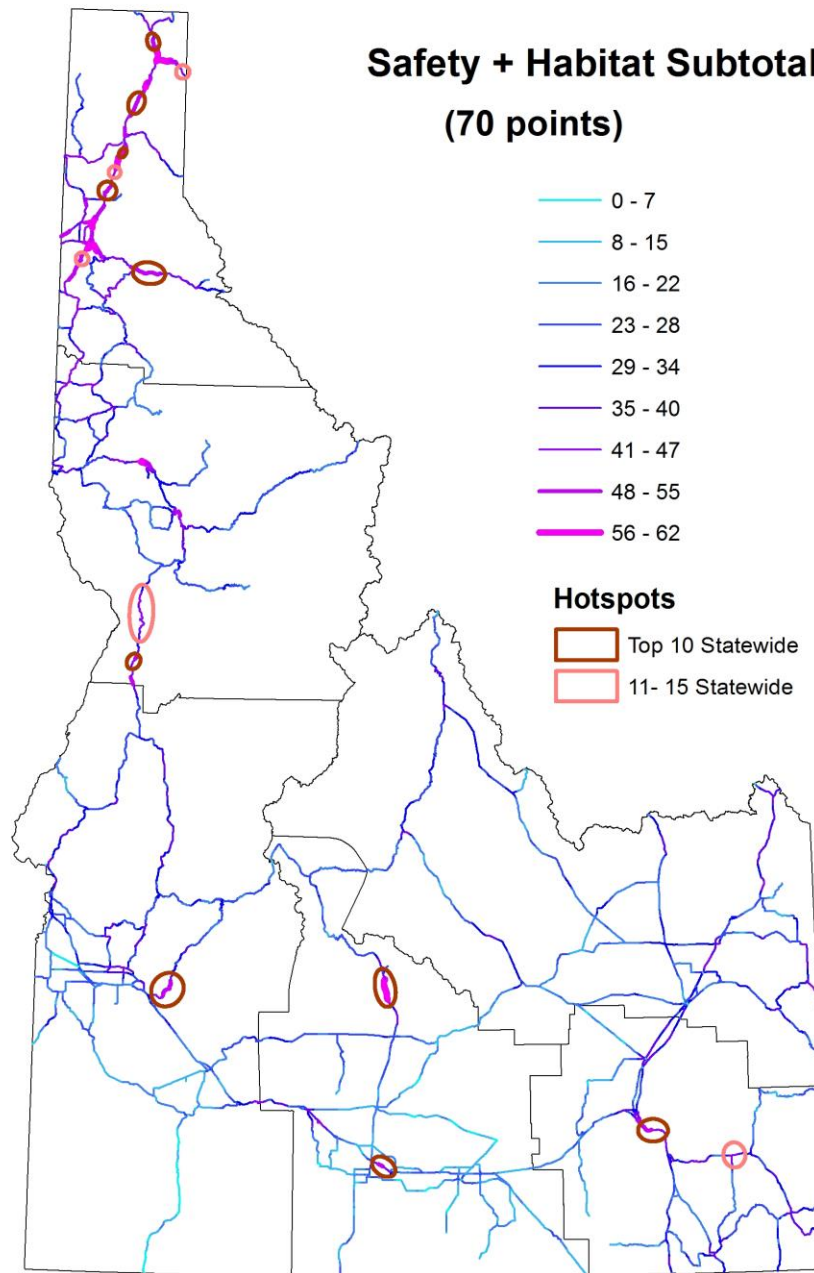 Safety + Habitat Subtotal
(70 points)
0 - 7
8 - 15
16 - 22
23 - 28
29 - 34
35 - 40
41 - 47
48 - 55
56 - 62
Hotspots
Top 10 Statewide
11- 15 Statewide